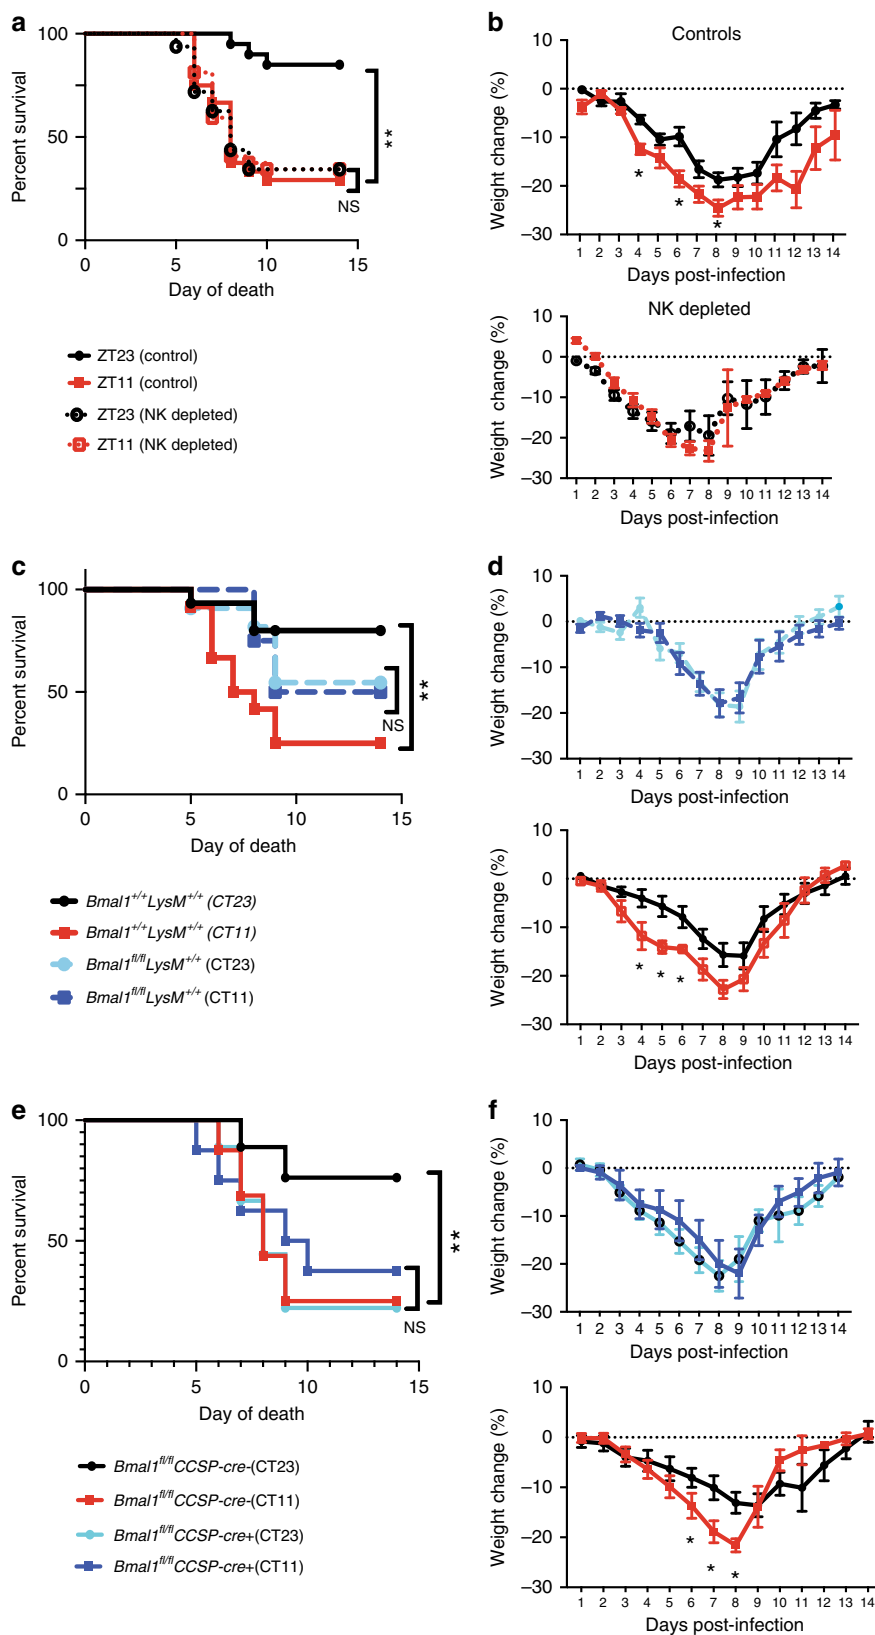 a
Percent survival
100
50
0
0 5 10 15
Day of death
**
NS
ZT23 (control)
ZT11 (control)
ZT23 (NK depleted)
ZT11 (NK depleted)
b
Controls
Weight change (%)
10
0
–10
–20
–30
* * *
1 2 3 4 5 6 7 8 9 10 11 12 13 14
Days post-infection
NK depleted
Weight change (%)
10
0
–10
–20
–30
1 2 3 4 5 6 7 8 9 10 11 12 13 14
Days post-infection
c
Percent survival
100
50
0
0 5 10 15
Day of death
**
NS
Bmal1+/+LysM+/+ (CT23)
Bmal1+/+LysM+/+ (CT11)
Bmal1fl/flLysM+/+ (CT23)
Bmal1fl/flLysM+/+ (CT11)
d
Weight change (%)
10
0
–10
–20
–30
1 2 3 4 5 6 7 8 9 10 11 12 13 14
Days post-infection
Weight change (%)
10
0
–10
–20
–30
* * *
1 2 3 4 5 6 7 8 9 10 11 12 13 14
Days post-infection
e
Percent survival
100
50
0
0 5 10 15
Day of death
**
NS
Bmal1fl/flCCSP-cre-(CT23)
Bmal1fl/flCCSP-cre-(CT11)
Bmal1fl/flCCSP-cre+(CT23)
Bmal1fl/flCCSP-cre+(CT11)
f
Weight change (%)
10
0
–10
–20
–30
1 2 3 4 5 6 7 8 9 10 11 12 13 14
Days post-infection
Weight change (%)
10
0
–10
–20
–30
* * *
1 2 3 4 5 6 7 8 9 10 11 12 13 14
Days post-infection